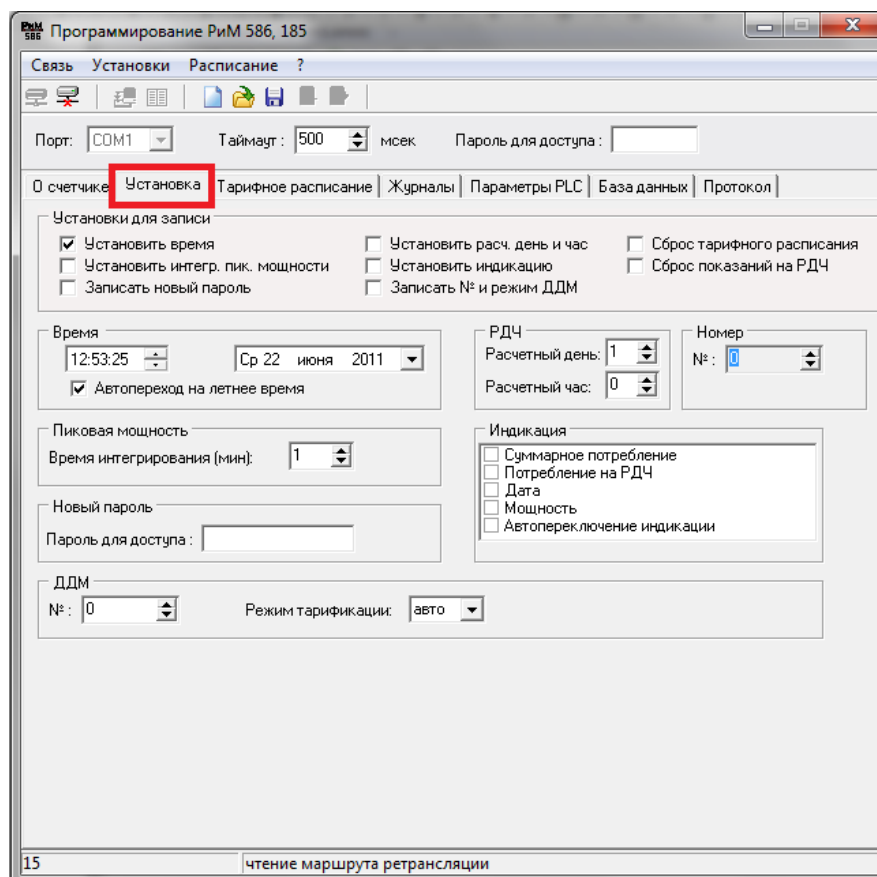 РиМ 586 Программирование РиМ 586, 185
Связь Установки Расписание ?
Порт: COM1 Таймаут : 500 мсек Пароль для доступа :
О счетчике Установка Тарифное расписание Журналы Параметры PLC База данных Протокол
Установки для записи
Установить время Установить расч. день и час Сброс тарифного расписания
Установить интегр. пик. мощности Установить индикацию Сброс показаний на РДЧ
Записать новый пароль Записать № и режим ДДМ
Время РДЧ Номер
12:53:25 Ср 22 июня 2011 Расчетный день: 1 № : 0
Автопереход на летнее время Расчетный час: 0
Пиковая мощность Индикация
Время интегрирования (мин): 1 Суммарное потребление
Потребление на РДЧ
Дата
Мощность
Автопереключение индикации
Новый пароль
Пароль для доступа :
ДДМ
№ : 0 Режим тарификации: авто
15 чтение маршрута ретрансляции